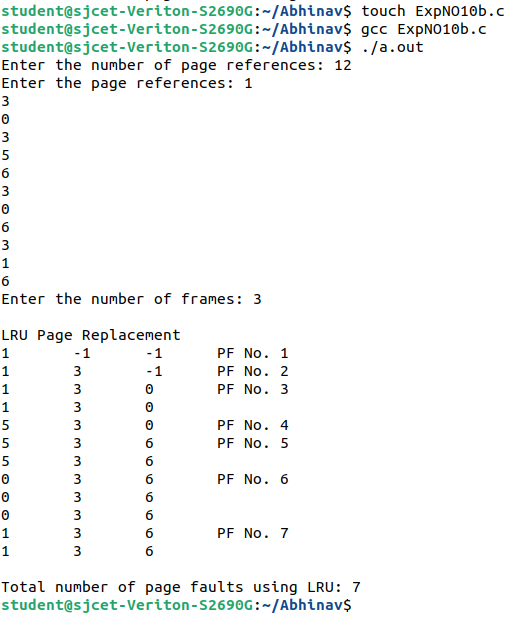 student@sjcet-Veriton-S2690G:~/Abhinav$ touch ExpNO10b.c
student@sjcet-Veriton-S2690G:~/Abhinav$ gcc ExpNO10b.c
student@sjcet-Veriton-S2690G:~/Abhinav$ ./a.out
Enter the number of page references: 12
Enter the page references: 1
3
0
3
5
6
3
0
6
3
1
6
Enter the number of frames: 3

LRU Page Replacement
1       -1      -1      PF No. 1
1       3       -1      PF No. 2
1       3       0       PF No. 3
1       3       0
5       3       0       PF No. 4
5       3       6       PF No. 5
5       3       6
0       3       6       PF No. 6
0       3       6
0       3       6
1       3       6       PF No. 7
1       3       6

Total number of page faults using LRU: 7
student@sjcet-Veriton-S2690G:~/Abhinav$